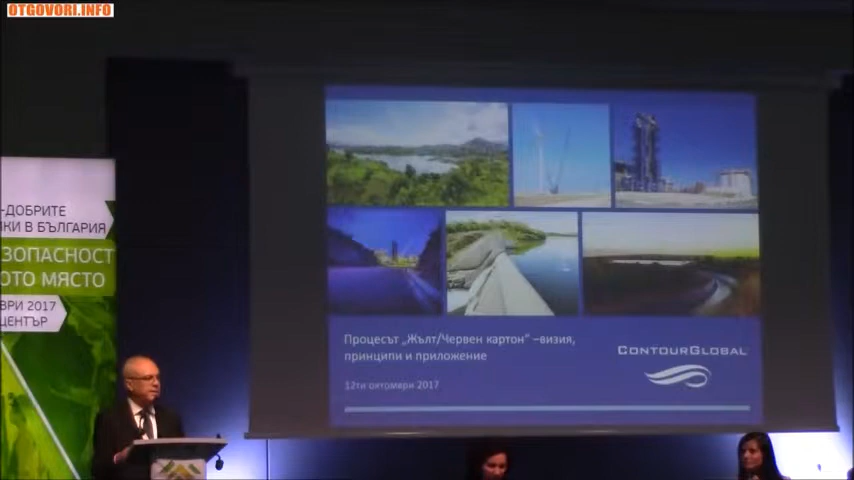 OTGOVORI.INFO
-ДОБРИТЕ
КИ В БЪЛГАРИЯ
ЗОПАСНОСТ
ОТО МЯСТО
ВРИ 2017
ЦЕНТЪР
Процесът „Жълт/Червен картон“ –визия,
принципи и приложение
12ти октомври 2017
CONTOURGLOBAL